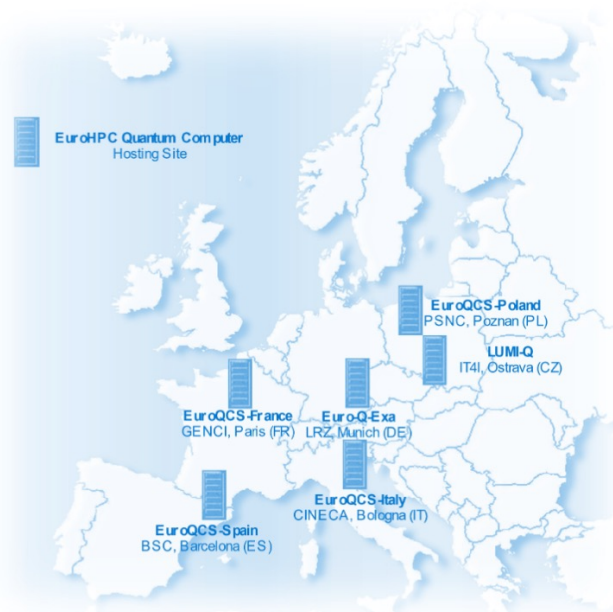 EuroHPC Quantum Computer
Hosting Site
EuroQCS-Poland
PSNC, Poznan (PL)
LUMI-Q
IT4I, Ostrava (CZ)
EuroQCS-France
GENCI, Paris (FR)
Euro-Q-Exa
LRZ, Munich (DE)
EuroQCS-Italy
CINECA, Bologna (IT)
EuroQCS-Spain
BSC, Barcelona (ES)